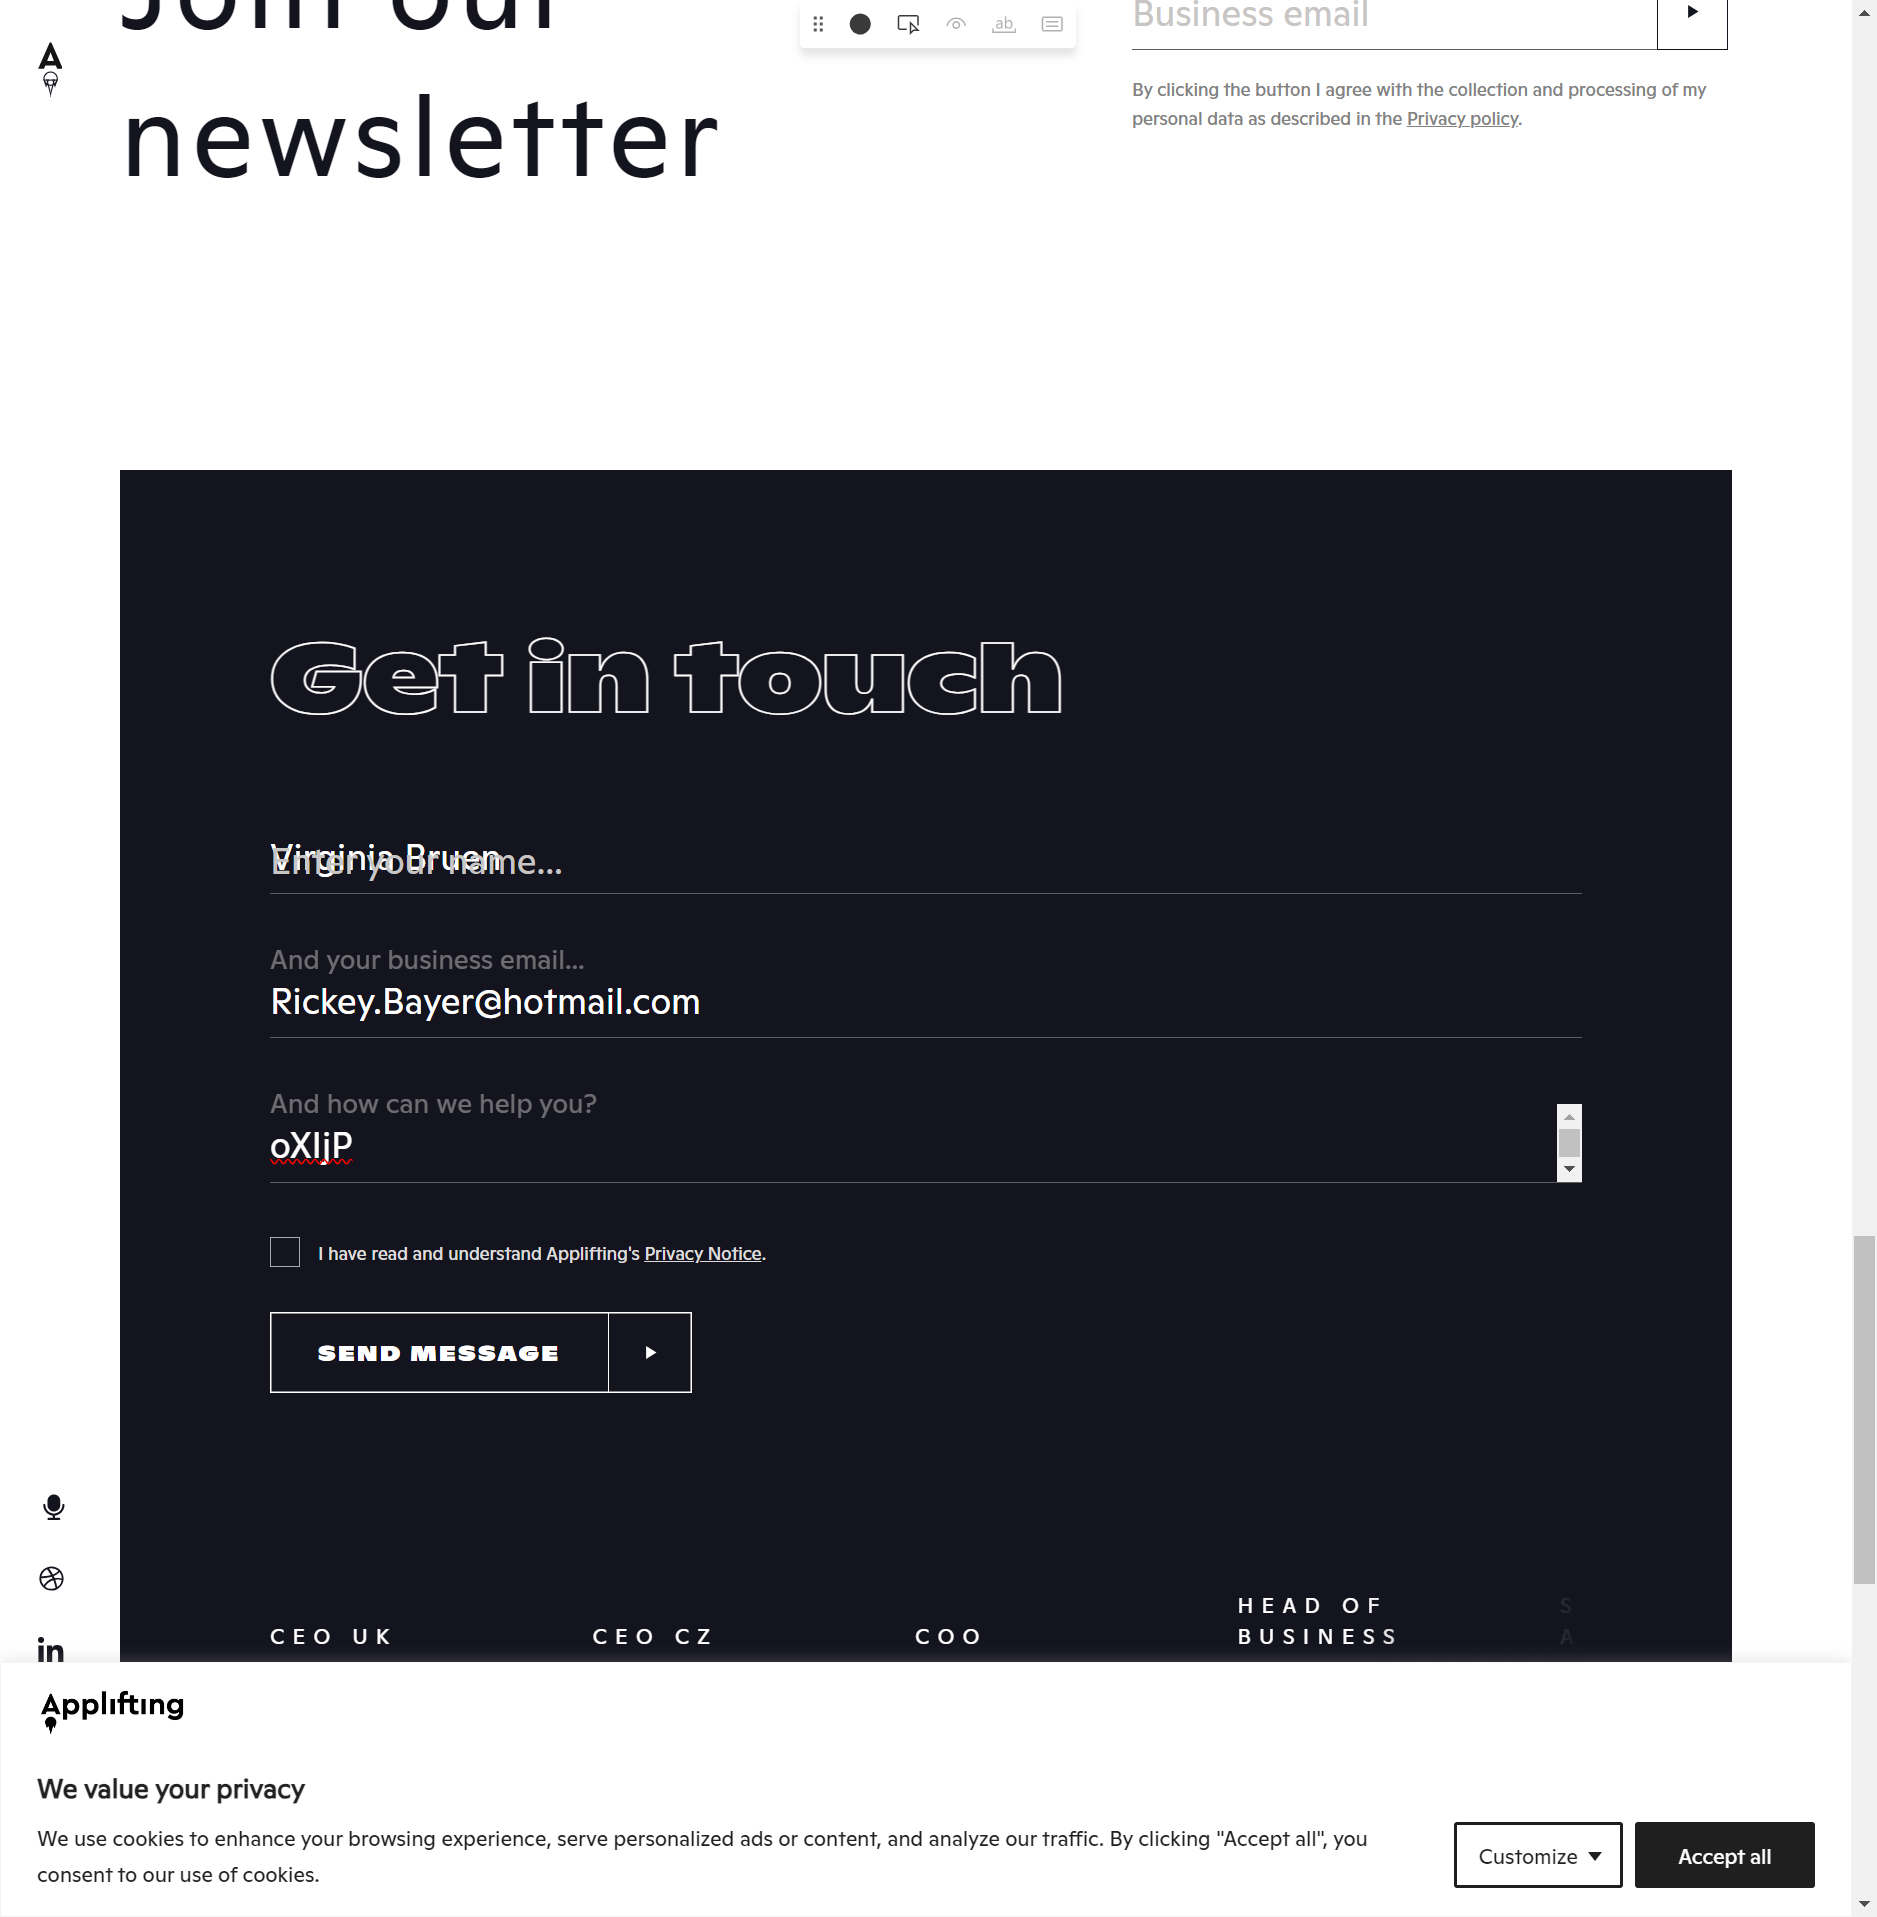 Join our
newsletter
Business email
By clicking the button I agree with the collection and processing of my
personal data as described in the Privacy policy.
A
ab
Get in touch
Enter your name...
Virginia Bruen
And your business email...
Rickey.Bayer@hotmail.com
And how can we help you?
oXIjP
I have read and understand Applifting's Privacy Notice.
SEND MESSAGE
in
CEO UK
CEO CZ
COO
HEAD OF
BUSINESS
S
A
Applifting
We value your privacy
We use cookies to enhance your browsing experience, serve personalized ads or content, and analyze our traffic. By clicking "Accept all", you
consent to our use of cookies.
Customize
Accept all